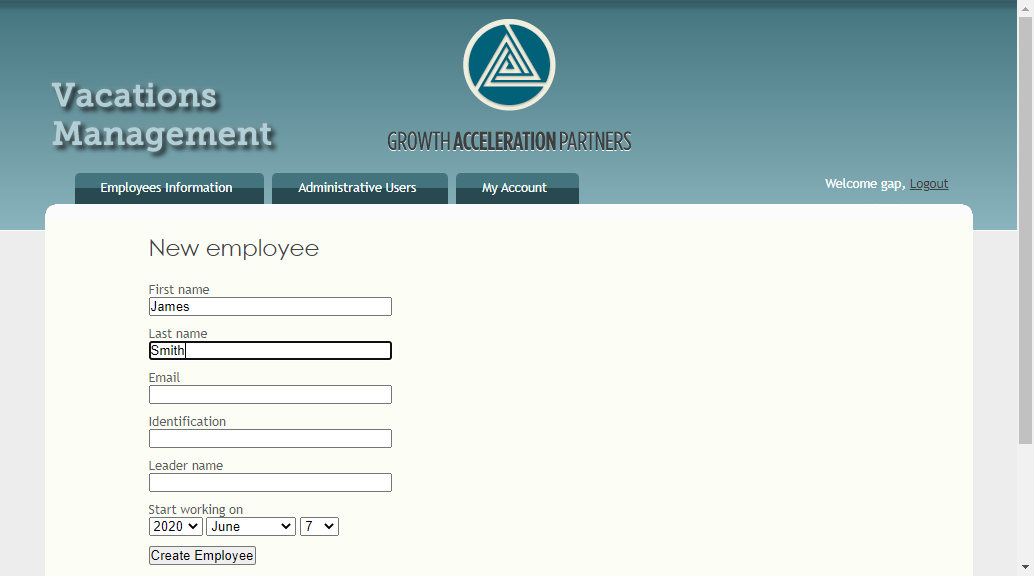 Vacations
Management
GROWTH ACCELERATION PARTNERS
Employees Information
Administrative Users
My Account
Welcome gap, Logout
New employee
First name
James
Last name
Smith
Email
Identification
Leader name
Start working on
2020 June 7
Create Employee